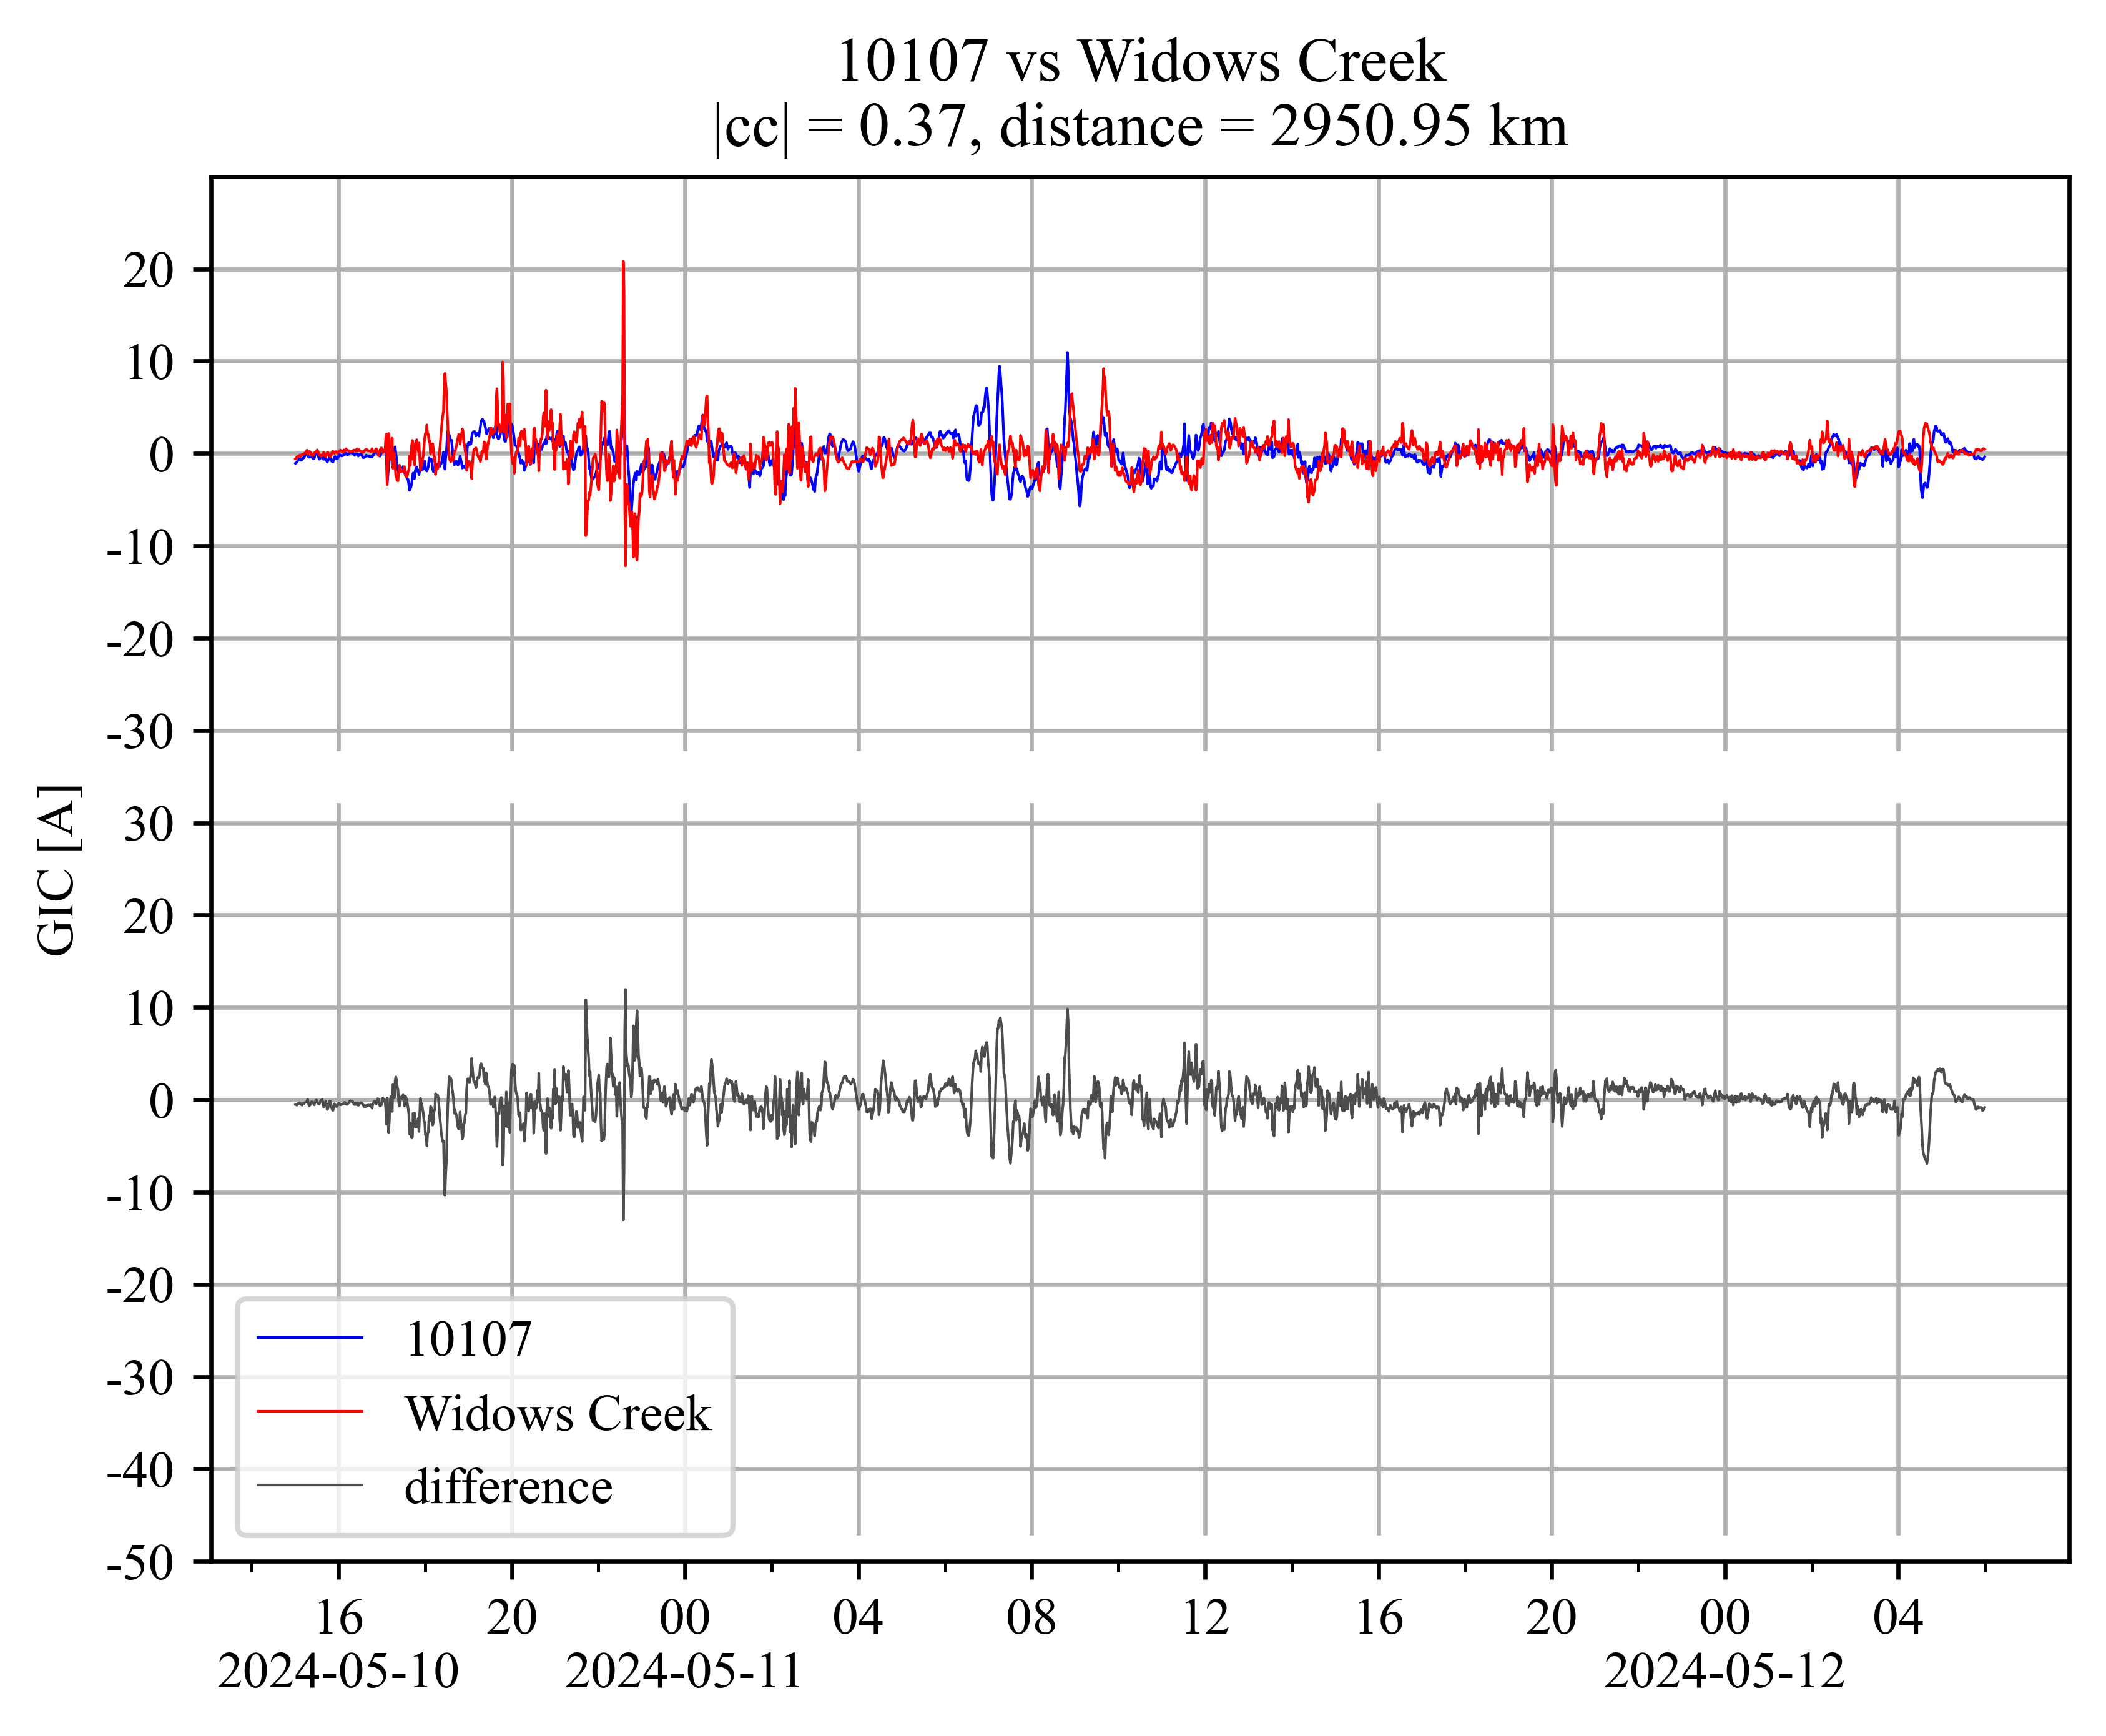 10107 vs Widows Creek
|cc| = 0.37, distance = 2950.95 km
20
10
0
-10
-20
-30
30
20
10
0
-10
-20
-30
-40
-50
GIC [A]
10107
Widows Creek
difference
16 20 00 04 08 12 16 20 00 04
2024-05-10 2024-05-11 2024-05-12